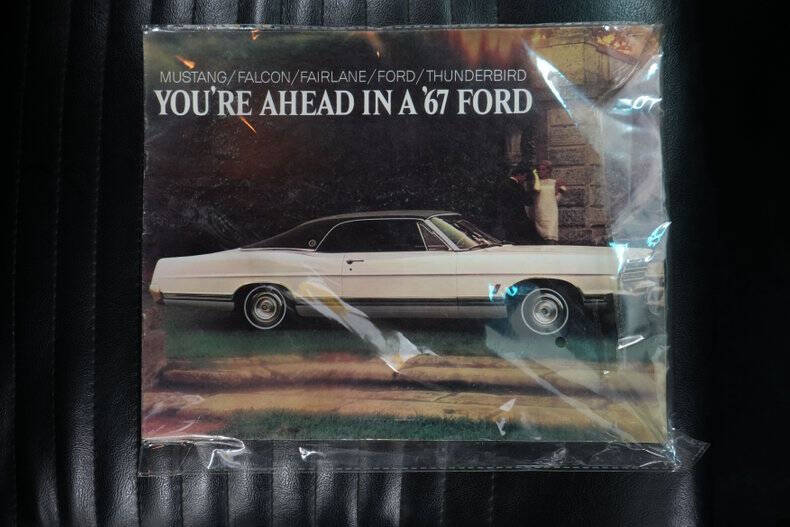 MUSTANG/FALCON/FAIRLANE/FORD/THUNDERBIRD
YOU'RE AHEAD IN A '67 FORD